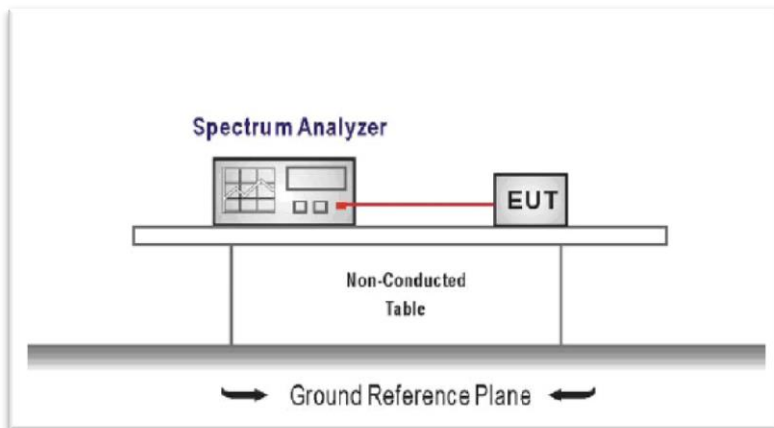 Spectrum Analyzer
EUT
Non-Conducted
Table
Ground Reference Plane